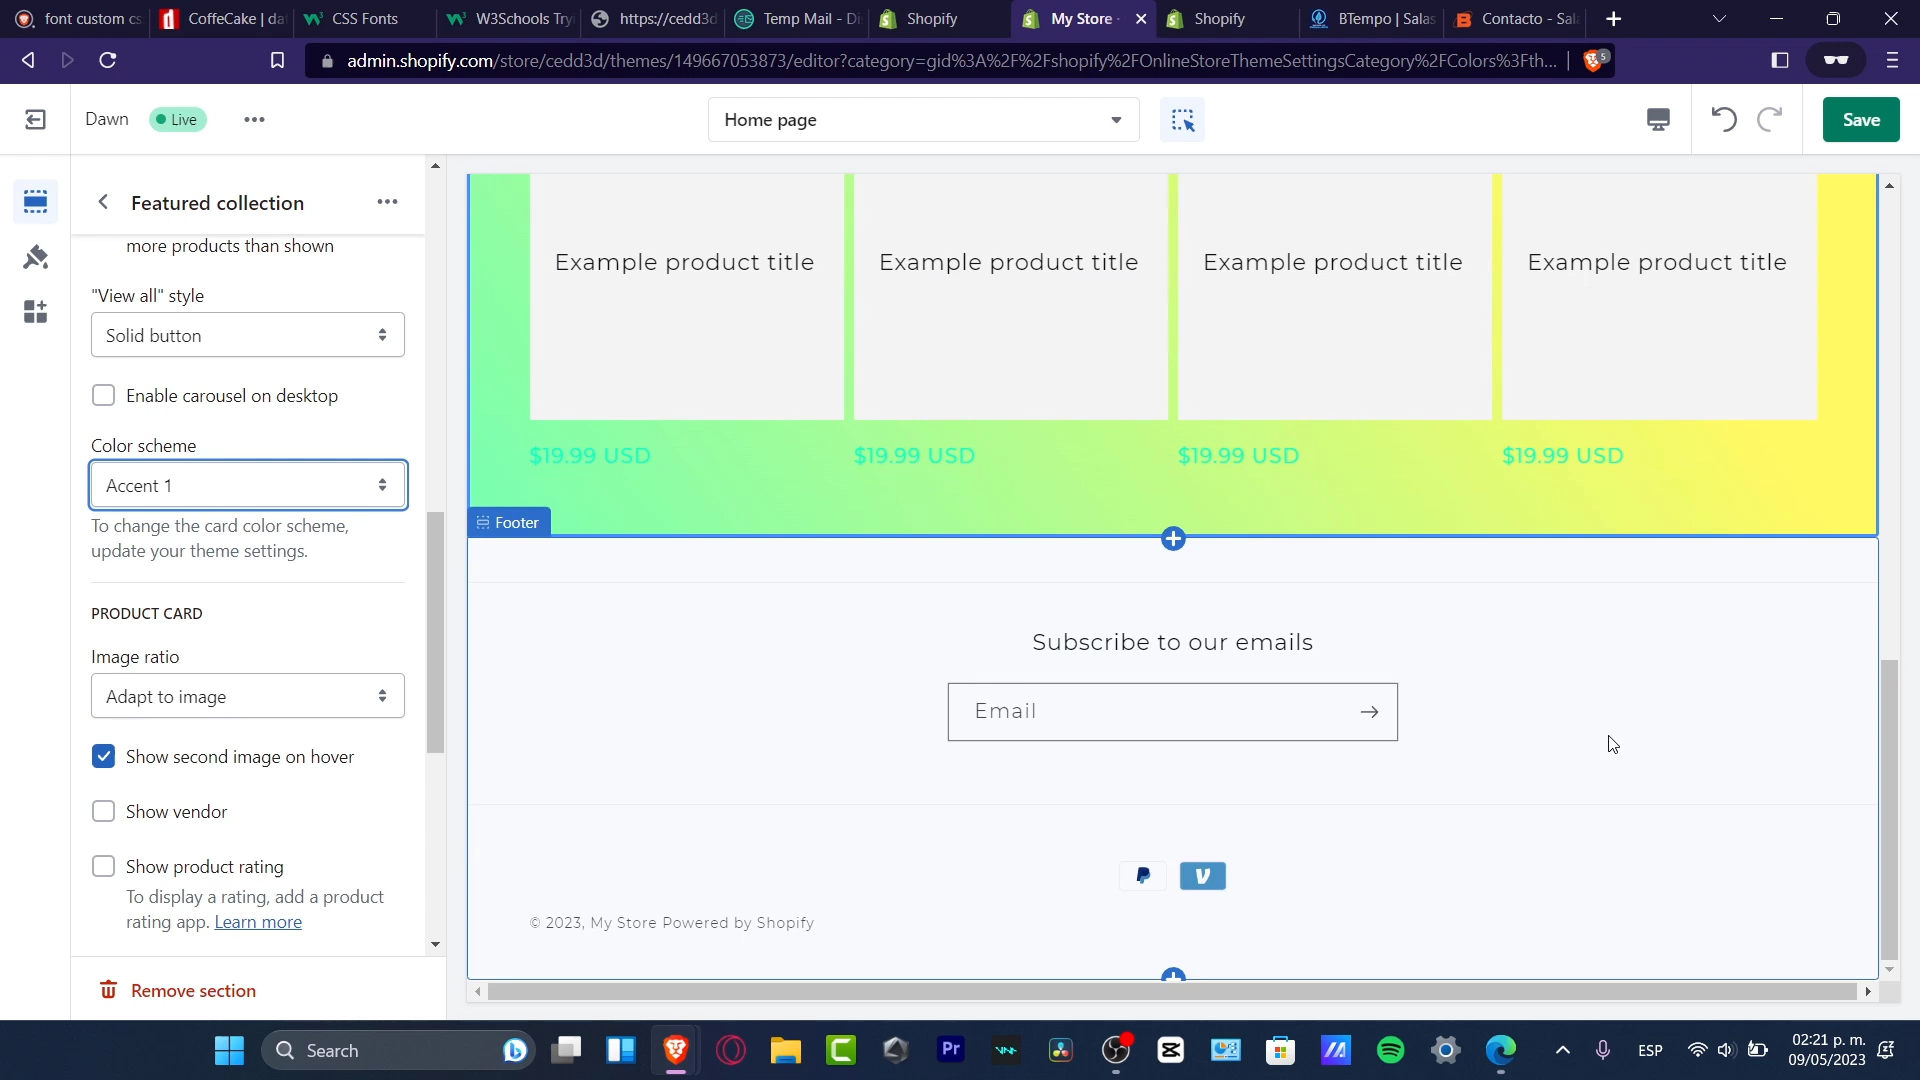 font custom cs
CoffeCake | daf
CSS Fonts
W3Schools Try
https://cedd3d
Temp Mail - Di
Shopify
My Store
Shopify
BTempo | Salas
Contacto - Sala
admin.shopify.com/store/cedd3d/themes/149667053873/editor?category=gid%3A%2F%2Fshopify%2FOnlineStoreThemeSettingsCategory%2FColors%3Fth...
5
Dawn
Live
Home page
Save
Featured collection
more products than shown
"View all" style
Solid button
Enable carousel on desktop
Color scheme
Accent 1
To change the card color scheme,
update your theme settings.
PRODUCT CARD
Image ratio
Adapt to image
Show second image on hover
Show vendor
Show product rating
To display a rating, add a product
rating app. Learn more
Remove section
Example product title
Example product title
Example product title
Example product title
$19.99 USD
$19.99 USD
$19.99 USD
$19.99 USD
Footer
Subscribe to our emails
Email
© 2023, My Store Powered by Shopify
Search
Pr
ESP
02:21 p. m.
09/05/2023